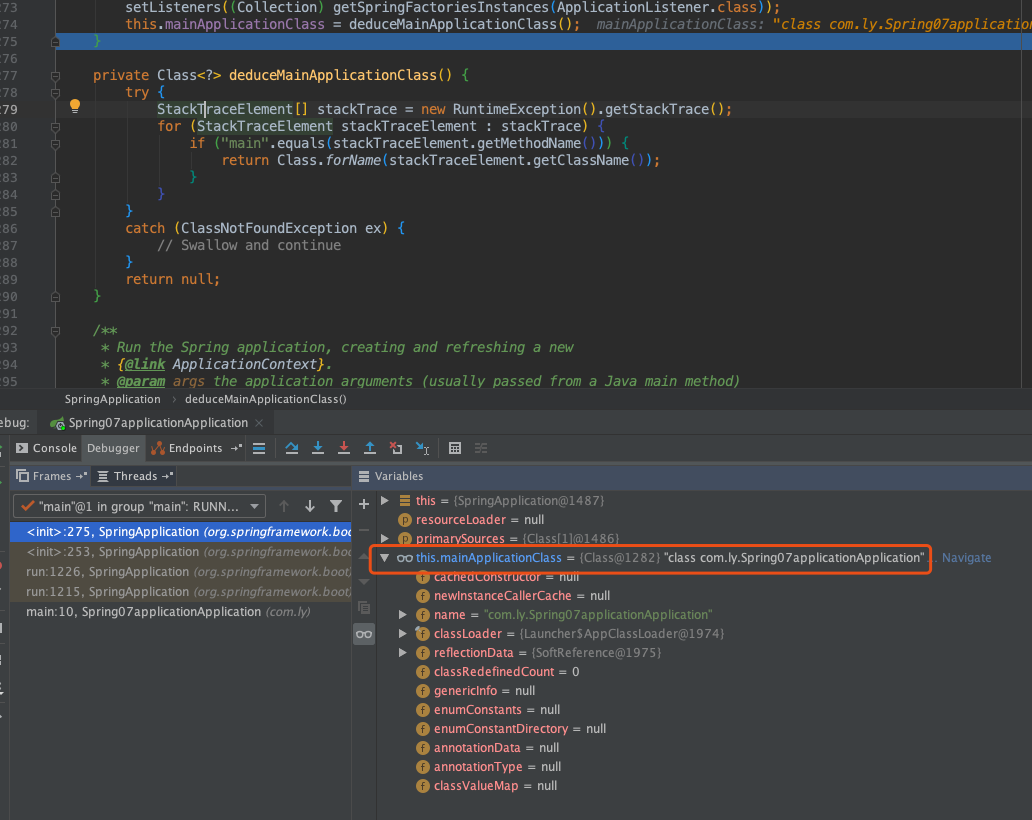 273 setListeners((Collection) getSpringFactoriesInstances(ApplicationListener.class));
274 this.mainApplicationClass = deduceMainApplicationClass(); mainApplicationClass: "class com.ly.Spring07application
275 }
276
277 private Class<?> deduceMainApplicationClass() {
278 try {
279 StackTraceElement[] stackTrace = new RuntimeException().getStackTrace();
280 for (StackTraceElement stackTraceElement : stackTrace) {
281 if ("main".equals(stackTraceElement.getMethodName())) {
282 return Class.forName(stackTraceElement.getClassName());
283 }
284 }
285 }
286 catch (ClassNotFoundException ex) {
287 // Swallow and continue
288 }
289 return null;
290 }
291
292 /**
293 * Run the Spring application, creating and refreshing a new
294 * {@link ApplicationContext}.
295 * @param args the application arguments (usually passed from a Java main method)
SpringApplication › deduceMainApplicationClass()
ebug: Spring07applicationApplication ×
Console Debugger Endpoints
Frames Threads Variables
"main"@1 in group "main": RUNN...
<init>:275, SpringApplication (org.springframework.boot)
<init>:253, SpringApplication (org.springframework.boot)
run:1226, SpringApplication (org.springframework.boot)
run:1215, SpringApplication (org.springframework.boot)
main:10, Spring07applicationApplication (com.ly)
this = {SpringApplication@1487}
resourceLoader = null
primarySources = {Class[1]@1486}
this.mainApplicationClass = {Class@1282} "class com.ly.Spring07applicationApplication" ... Navigate
cachedConstructor = null
newInstanceCallerCache = null
name = "com.ly.Spring07applicationApplication"
classLoader = {Launcher$AppClassLoader@1974}
reflectionData = {SoftReference@1975}
classRedefinedCount = 0
genericInfo = null
enumConstants = null
enumConstantDirectory = null
annotationData = null
annotationType = null
classValueMap = null